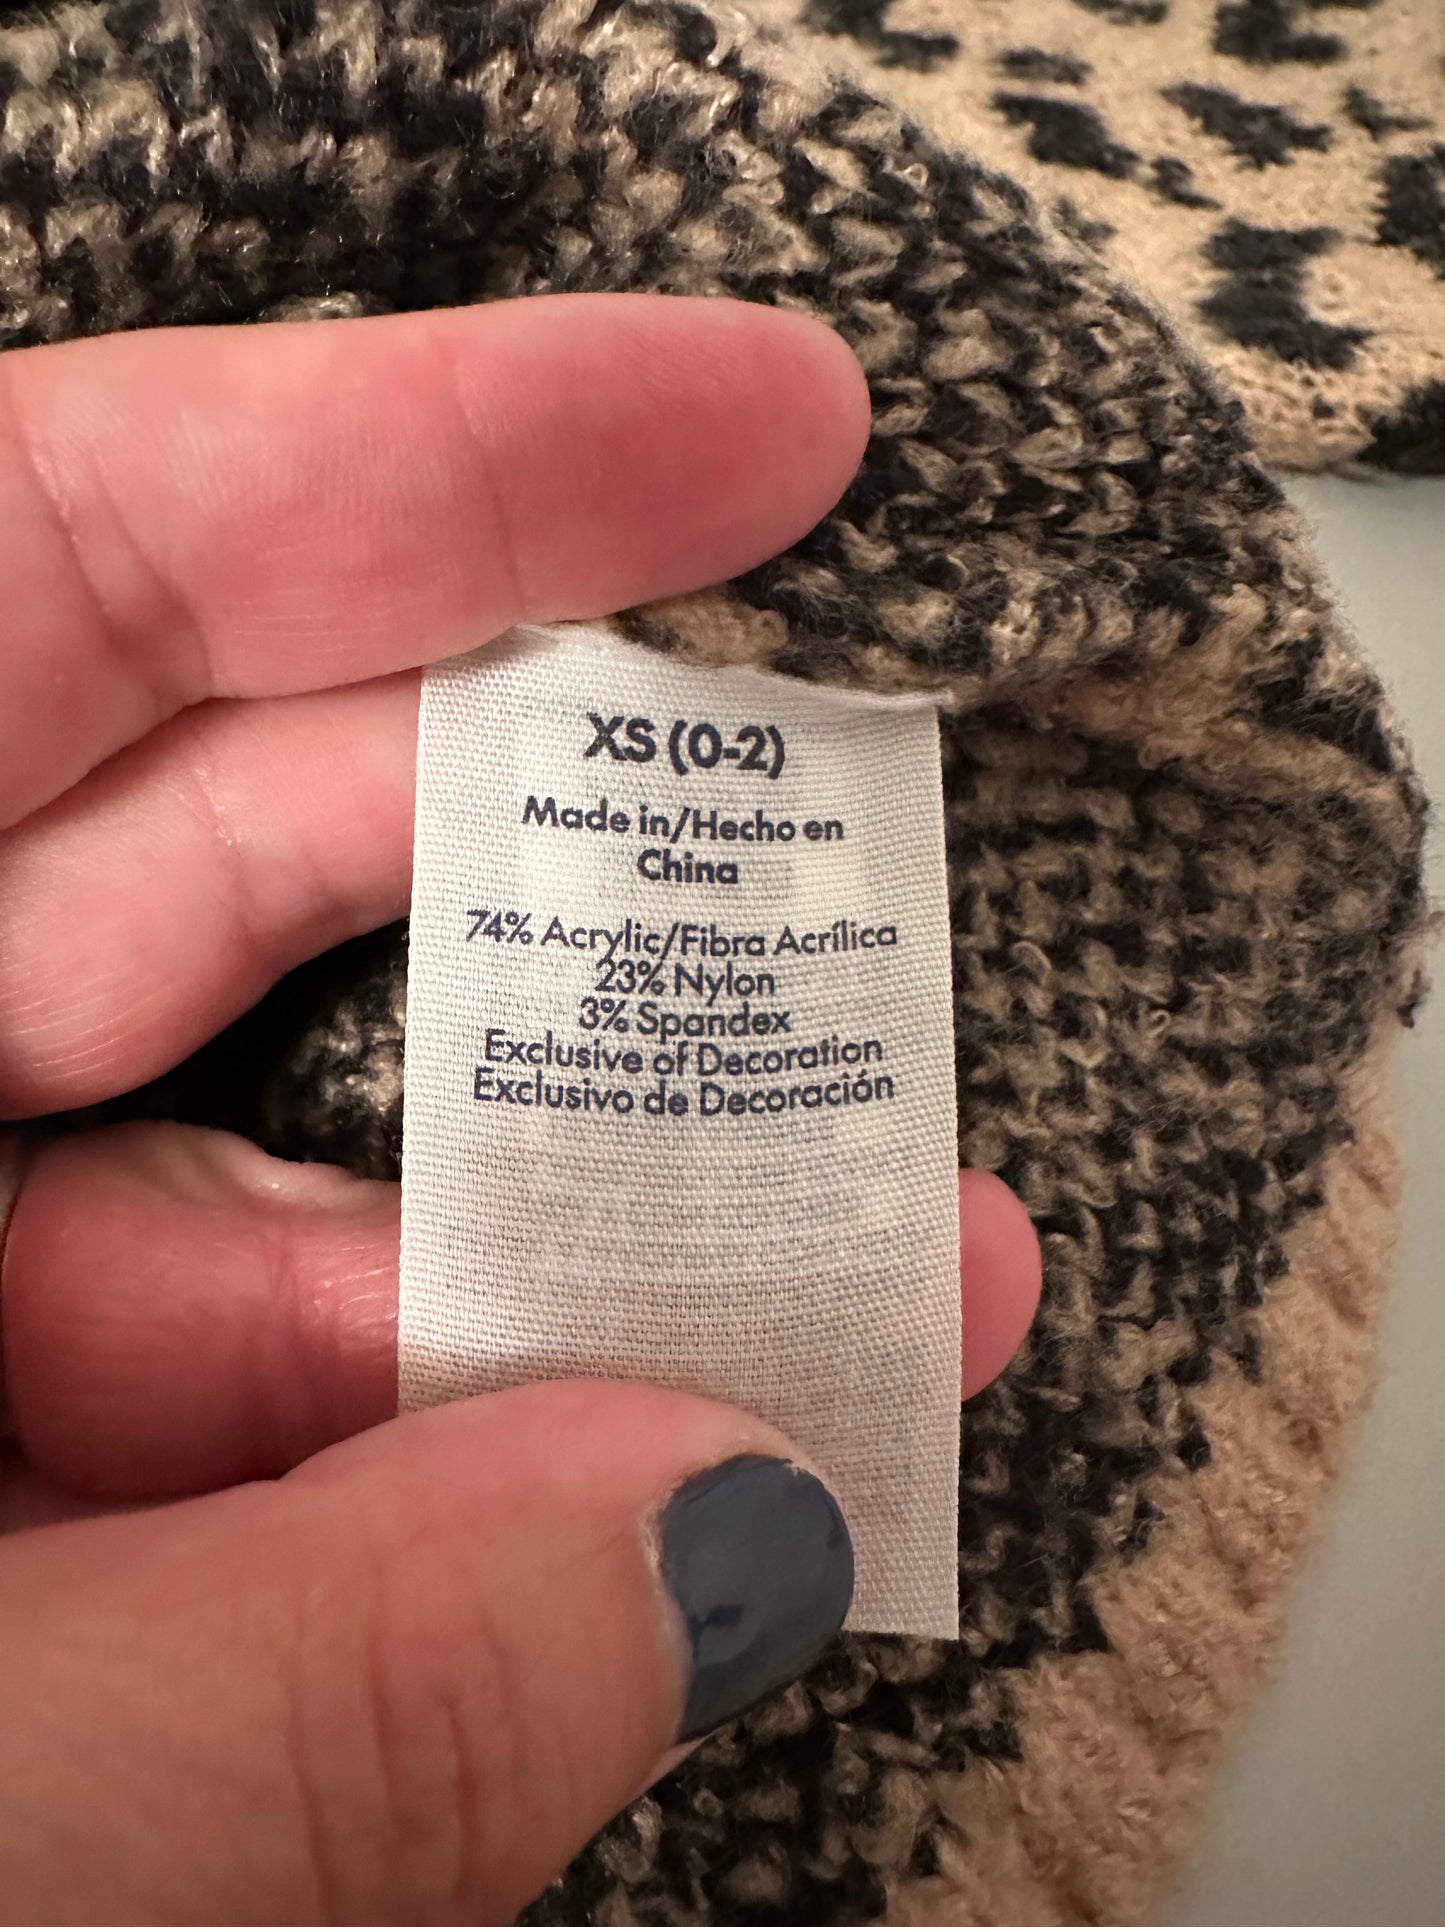 XS (0-2)
Made in/Hecho en
China
74% Acrylic/Fibra Acrílica
23% Nylon
3% Spandex
Exclusive of Decoration
Exclusivo de Decoración